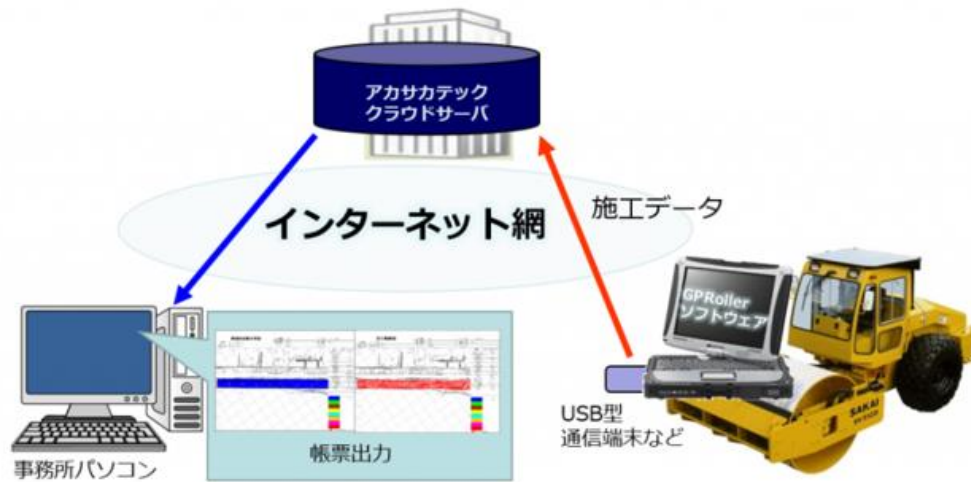 アカサカテック
クラウドサーバ
インターネット網
施工データ
GPRoller
ソフトウェア
SAKAI
USB型
通信端末など
帳票出力
事務所パソコン